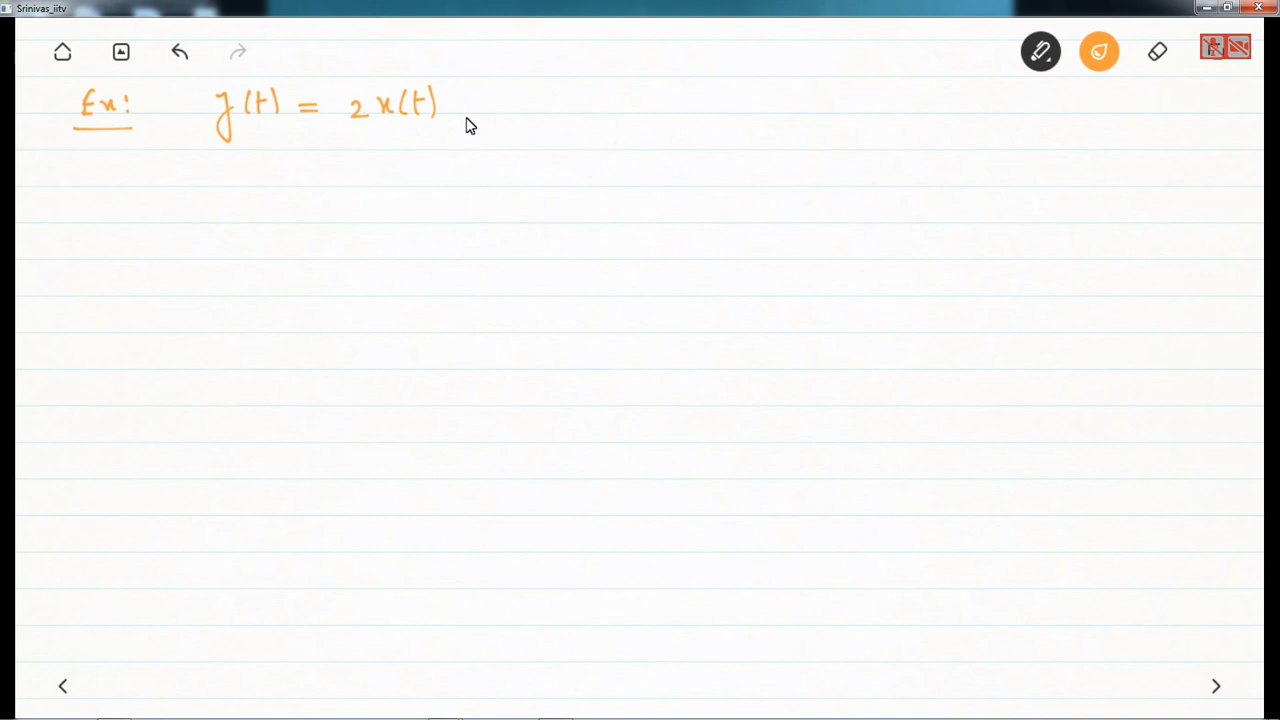 Srinivas_iitv
Ex: y(t) = 2x(t)